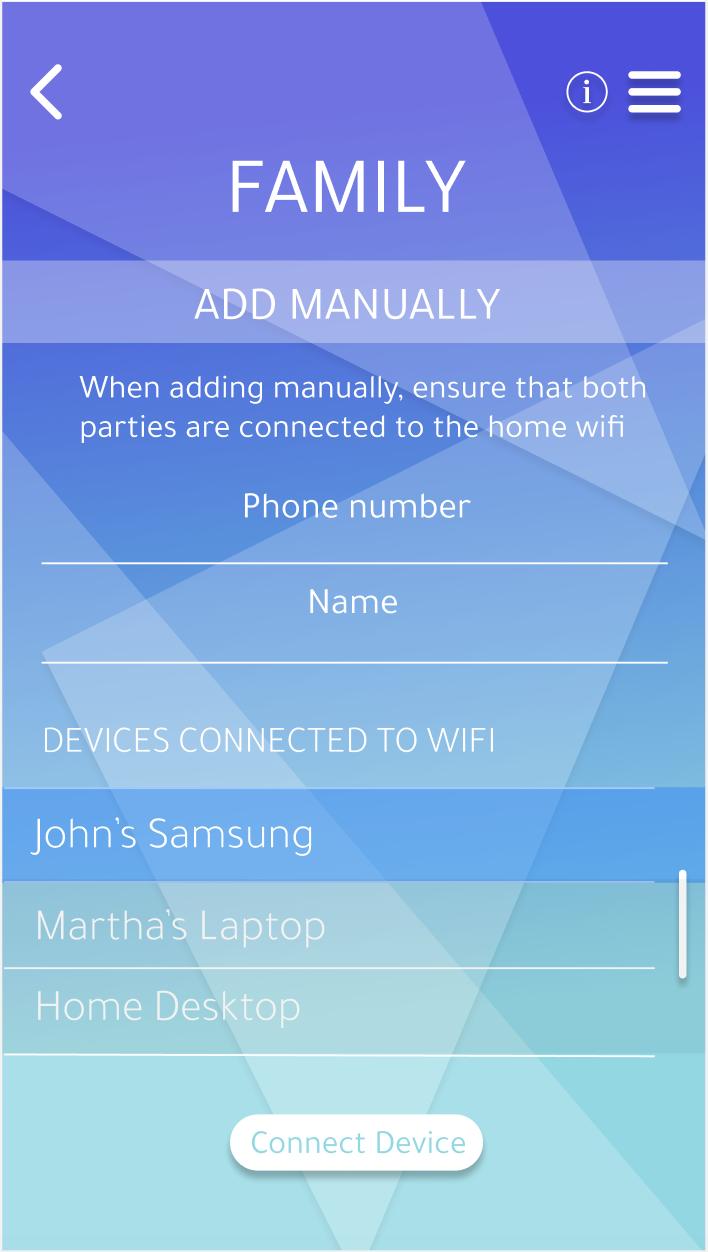 i
FAMILY
ADD MANUALLY
When adding manually, ensure that both
parties are connected to the home wifi
Phone number
Name
DEVICES CONNECTED TO WIFI
John’s Samsung
Martha’s Laptop
Home Desktop
Connect Device